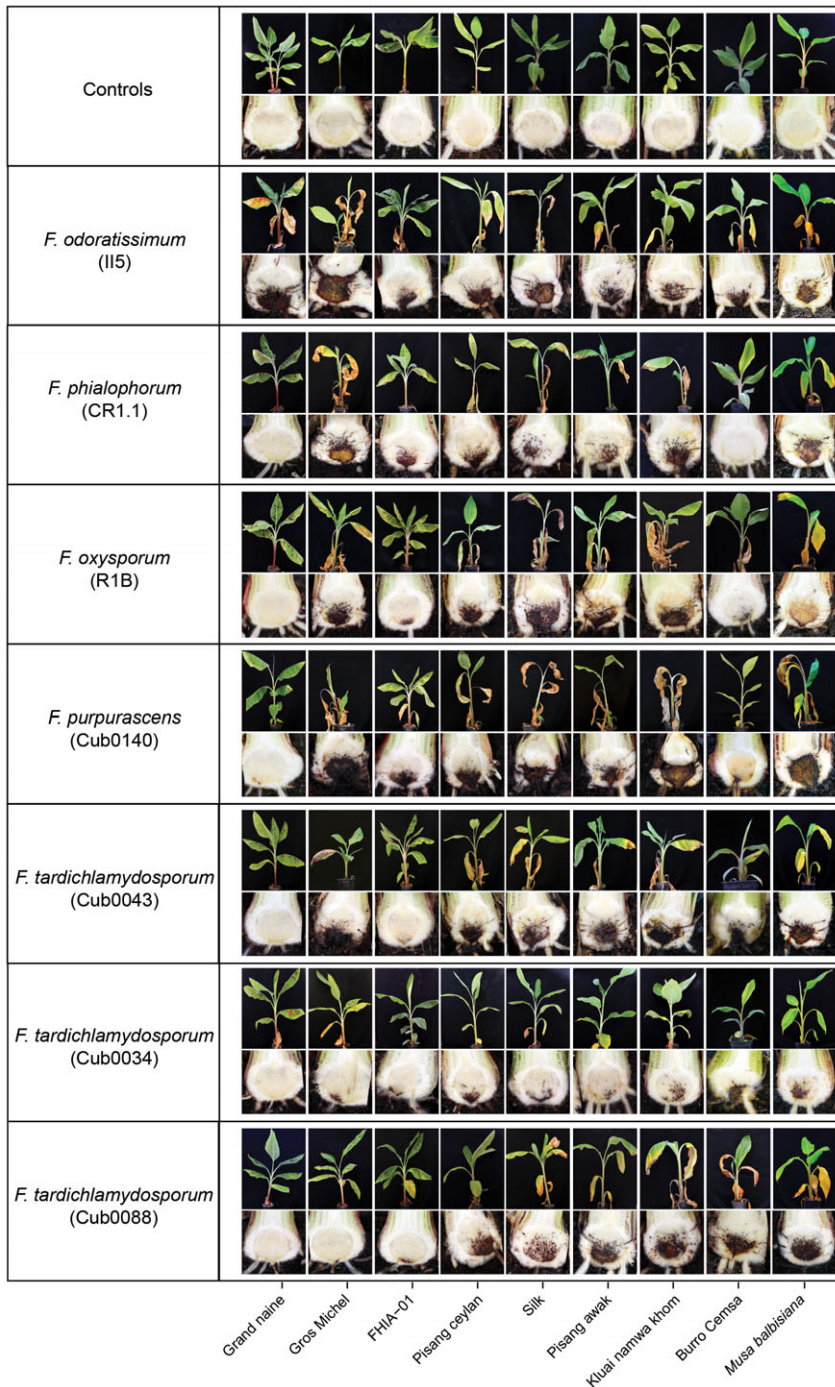 Controls
F. odoratissimum
(II5)
F. phialophorum
(CR1.1)
F. oxysporum
(R1B)
F. purpurascens
(Cub0140)
F. tardichlamydosporum
(Cub0043)
F. tardichlamydosporum
(Cub0034)
F. tardichlamydosporum
(Cub0088)
Grand naine
Gros Michel
FHIA-01
Pisang ceylan
Silk
Pisang awak
Kluai namwa khom
Burro Cemsa
Musa balbisiana